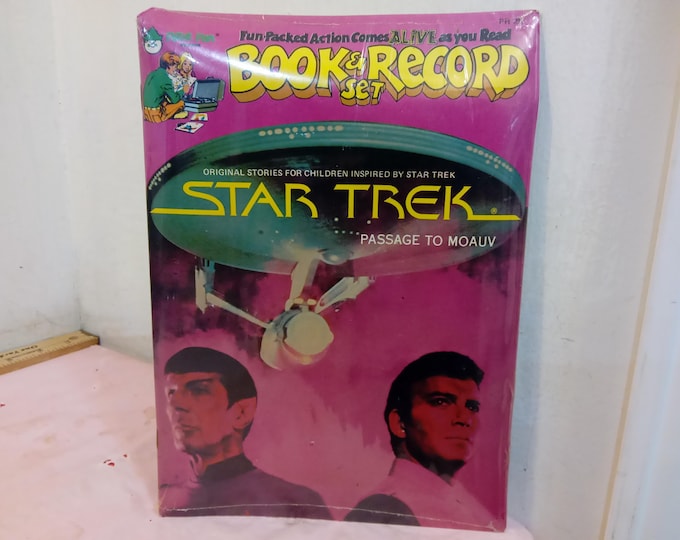 Fun-Packed Action Comes ALIVE as you Read
BOOK & RECORD
SET
ORIGINAL STORIES FOR CHILDREN INSPIRED BY STAR TREK
STAR TREK®
PASSAGE TO MOAUV